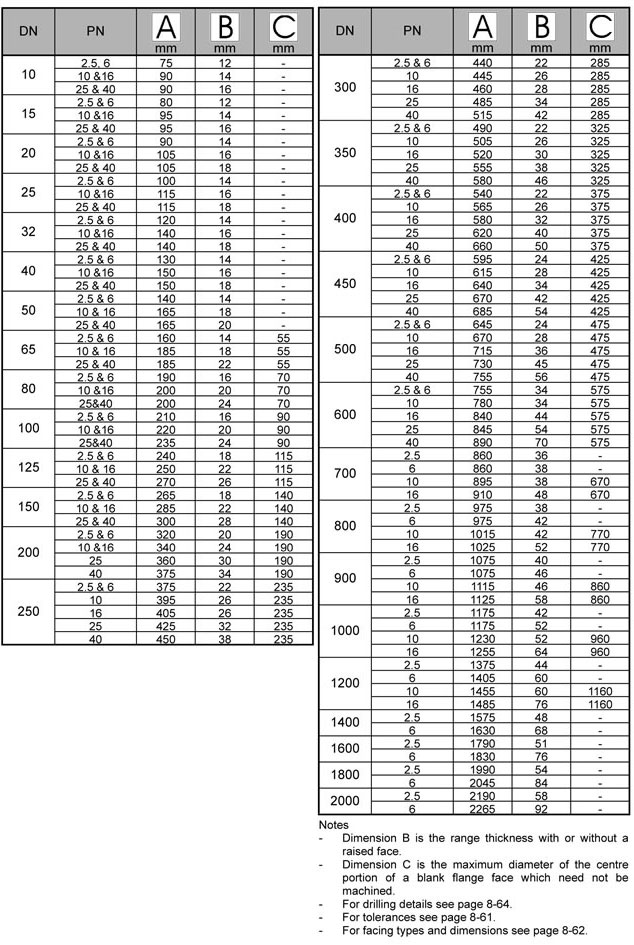 DN PN A B C
mm mm mm
10 2.5, 6 75 12 -
10 &16 90 14 -
25 & 40 90 16 -
15 2.5 & 6 80 12 -
10 &16 95 14 -
25 & 40 95 16 -
20 2.5 & 6 90 14 -
10 &16 105 16 -
25 & 40 105 18 -
25 2.5 & 6 100 14 -
10 &16 115 16 -
25 & 40 115 18 -
32 2.5 & 6 120 14 -
10 &16 140 14 -
25 & 40 140 18 -
40 2.5 & 6 130 14 -
10 &16 150 16 -
25 & 40 150 18 -
50 2.5 & 6 140 14 -
10 & 16 165 18 -
25 & 40 165 20 -
65 2.5 & 6 160 14 55
10 & 16 185 18 55
25 & 40 185 22 55
80 2.5 & 6 190 16 70
10 &16 200 20 70
25&40 200 24 70
100 2.5 & 6 210 16 90
10 &16 220 20 90
25&40 235 24 90
125 2.5 & 6 240 18 115
10 & 16 250 22 115
25 & 40 270 26 115
150 2.5 & 6 265 18 140
10 & 16 285 22 140
25 & 40 300 28 140
200 2.5 & 6 320 20 190
10 &16 340 24 190
25 360 30 190
40 375 34 190
250 2.5 & 6 375 22 235
10 395 26 235
16 405 26 235
25 425 32 235
40 450 38 235
DN PN A B C
mm mm mm
300 2.5 & 6 440 22 285
10 445 26 285
16 460 28 285
25 485 34 285
40 515 42 285
350 2.5 & 6 490 22 325
10 505 26 325
16 520 30 325
25 555 38 325
40 580 46 325
400 2.5 & 6 540 22 375
10 565 26 375
16 580 32 375
25 620 40 375
40 660 50 375
450 2.5 & 6 595 24 425
10 615 28 425
16 640 34 425
25 670 42 425
40 685 54 425
500 2.5 & 6 645 24 475
10 670 28 475
16 715 36 475
25 730 45 475
40 755 56 475
600 2.5 & 6 755 34 575
10 780 34 575
16 840 44 575
25 845 54 575
40 890 70 575
700 2.5 860 36 -
6 860 38 -
10 895 38 670
16 910 48 670
800 2.5 975 38 -
6 975 42 -
10 1015 42 770
16 1025 52 770
900 2.5 1075 40 -
6 1075 46 -
10 1115 46 860
16 1125 58 860
1000 2.5 1175 42 -
6 1175 52 -
10 1230 52 960
16 1255 64 960
1200 2.5 1375 44 -
6 1405 60 -
10 1455 60 1160
16 1485 76 1160
1400 2.5 1575 48 -
6 1630 68 -
1600 2.5 1790 51 -
6 1830 76 -
1800 2.5 1990 54 -
6 2045 84 -
2000 2.5 2190 58 -
6 2265 92 -
Notes
- Dimension B is the range thickness with or without a
raised face.
- Dimension C is the maximum diameter of the centre
portion of a blank flange face which need not be
machined.
- For drilling details see page 8-64.
- For tolerances see page 8-61.
- For facing types and dimensions see page 8-62.